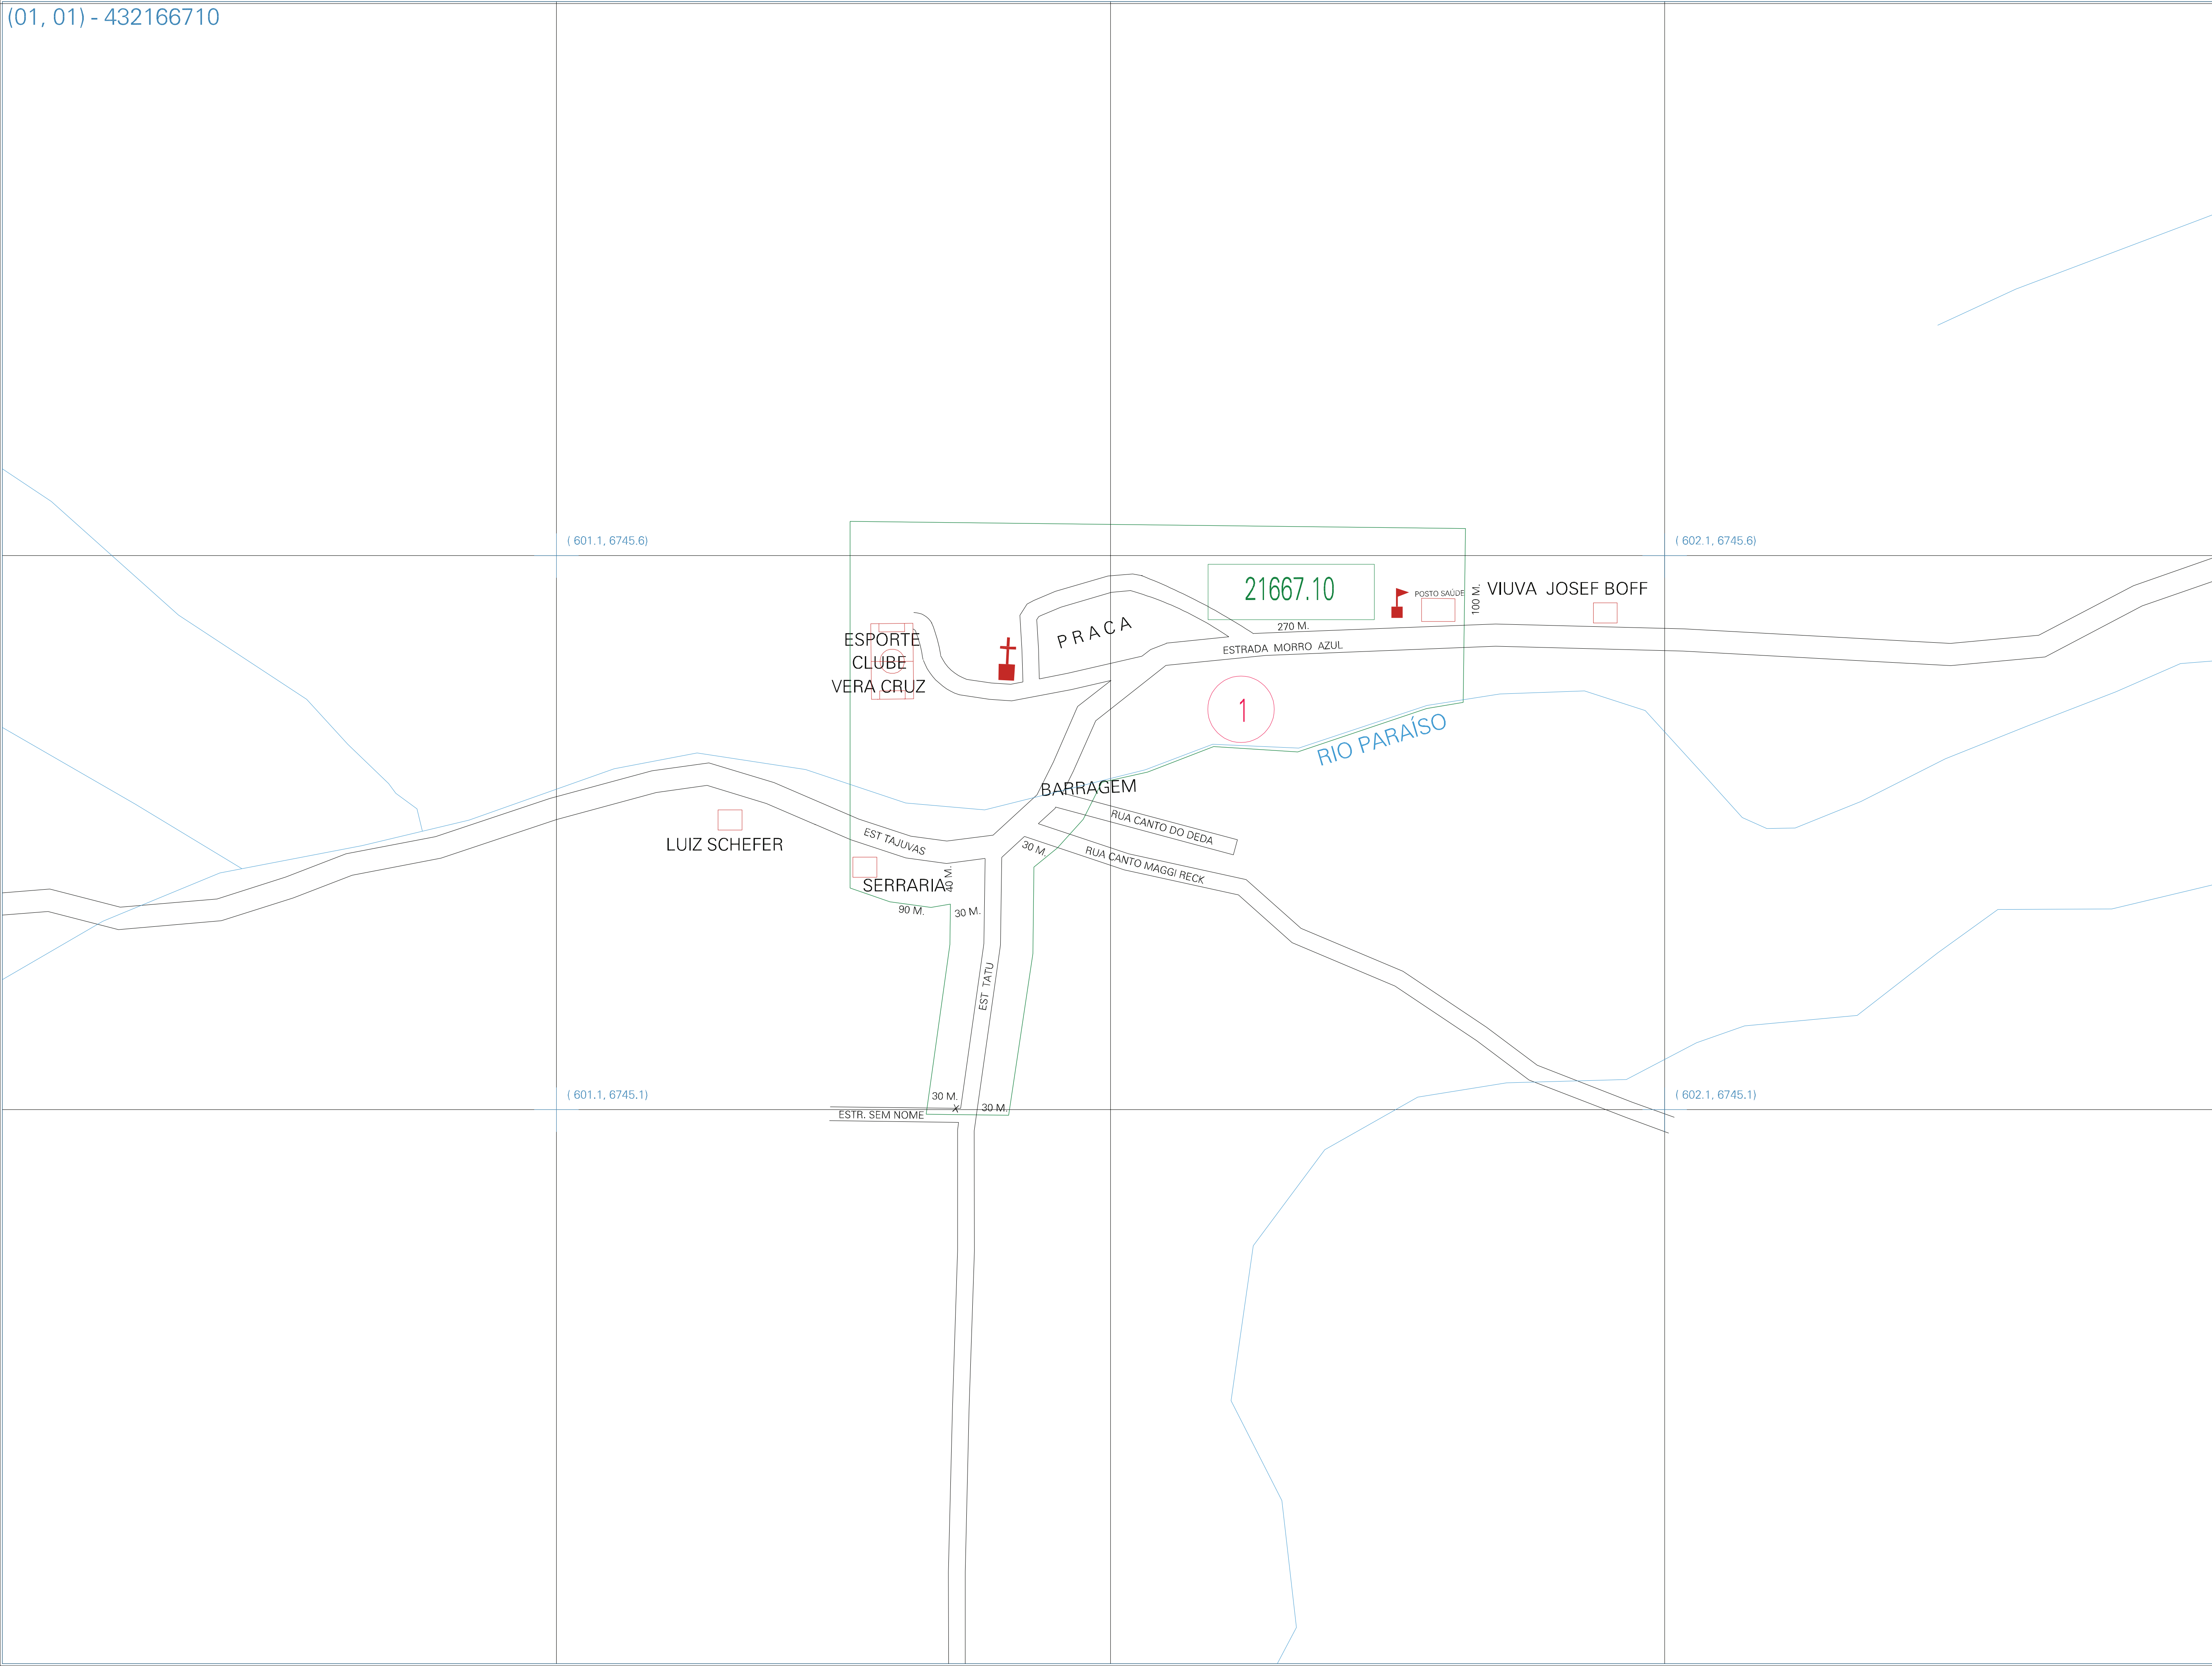 (01, 01) - 432166710
( 601.1, 6745.6)
( 602.1, 6745.6)
21667.10
POSTO SAÚDE
100 M.
VIUVA JOSEF BOFF
270 M.
ESTRADA MORRO AZUL
PRACA
ESPORTE
CLUBE
VERA CRUZ
1
RIO PARAÍSO
BARRAGEM
RUA CANTO DO DEDA
EST TAJUVAS
LUIZ SCHEFER
30 M.
RUA CANTO MAGGI RECK
SERRARIA
40 M.
90 M.
30 M.
EST TATU
( 601.1, 6745.1)
30 M.
X
30 M.
( 602.1, 6745.1)
ESTR. SEM NOME